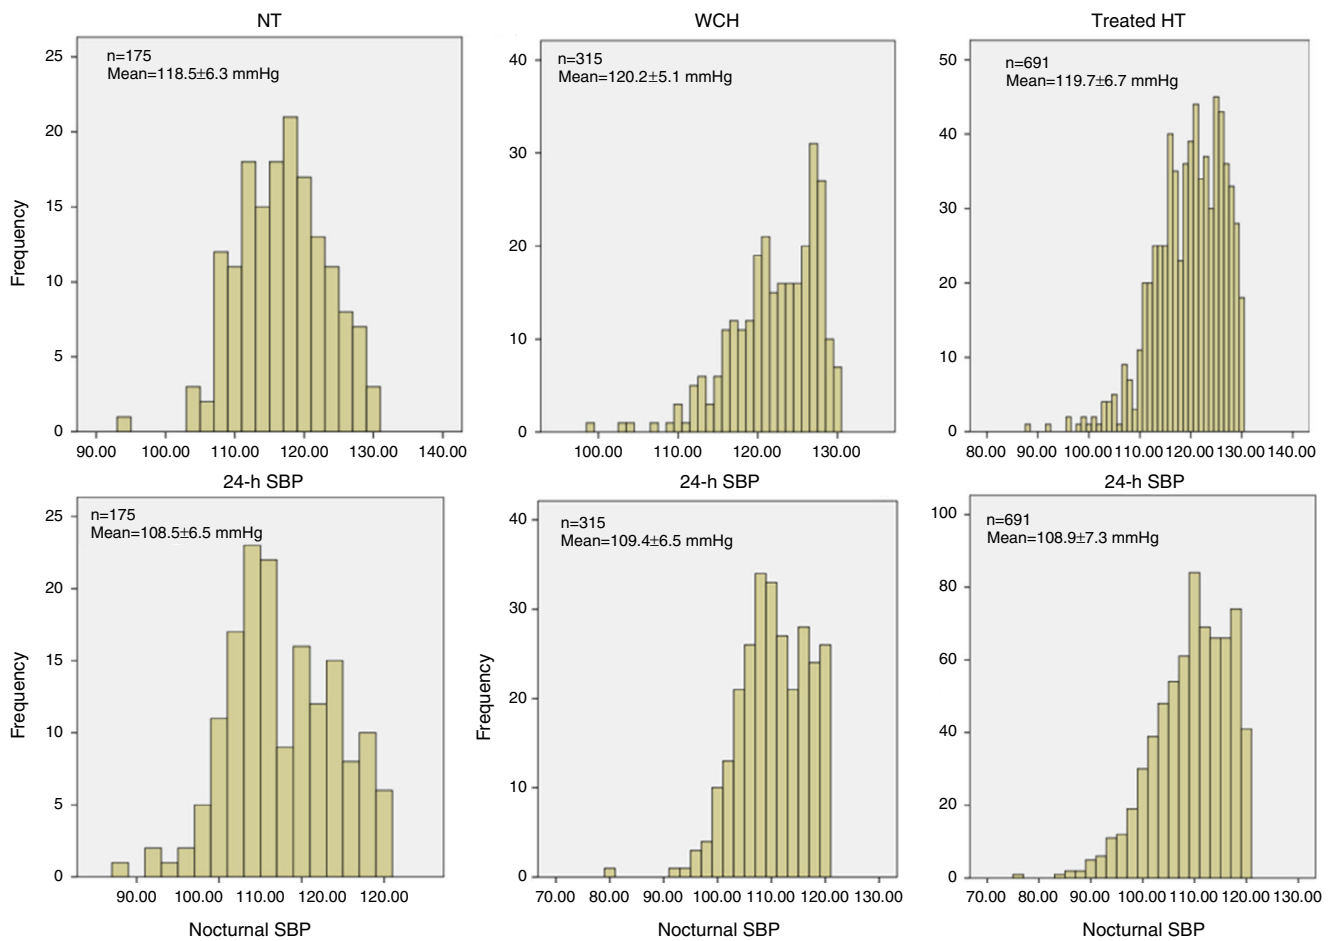 NT
WCH
Treated HT
n=175
Mean=118.5±6.3 mmHg
25
20
15
10
5
0
Frequency
90.00 100.00 110.00 120.00 130.00 140.00
24-h SBP
n=315
Mean=120.2±5.1 mmHg
40
30
20
10
0
100.00 110.00 120.00 130.00
24-h SBP
n=691
Mean=119.7±6.7 mmHg
50
40
30
20
10
0
80.00 90.00 100.00 110.00 120.00 130.00 140.00
24-h SBP
n=175
Mean=108.5±6.5 mmHg
25
20
15
10
5
0
Frequency
90.00 100.00 110.00 120.00 120.00
Nocturnal SBP
n=315
Mean=109.4±6.5 mmHg
40
30
20
10
0
Frequency
70.00 80.00 90.00 100.00 110.00 120.00 130.00
Nocturnal SBP
n=691
Mean=108.9±7.3 mmHg
100
80
60
40
20
0
70.00 80.00 90.00 100.00 110.00 120.00 130.00
Nocturnal SBP